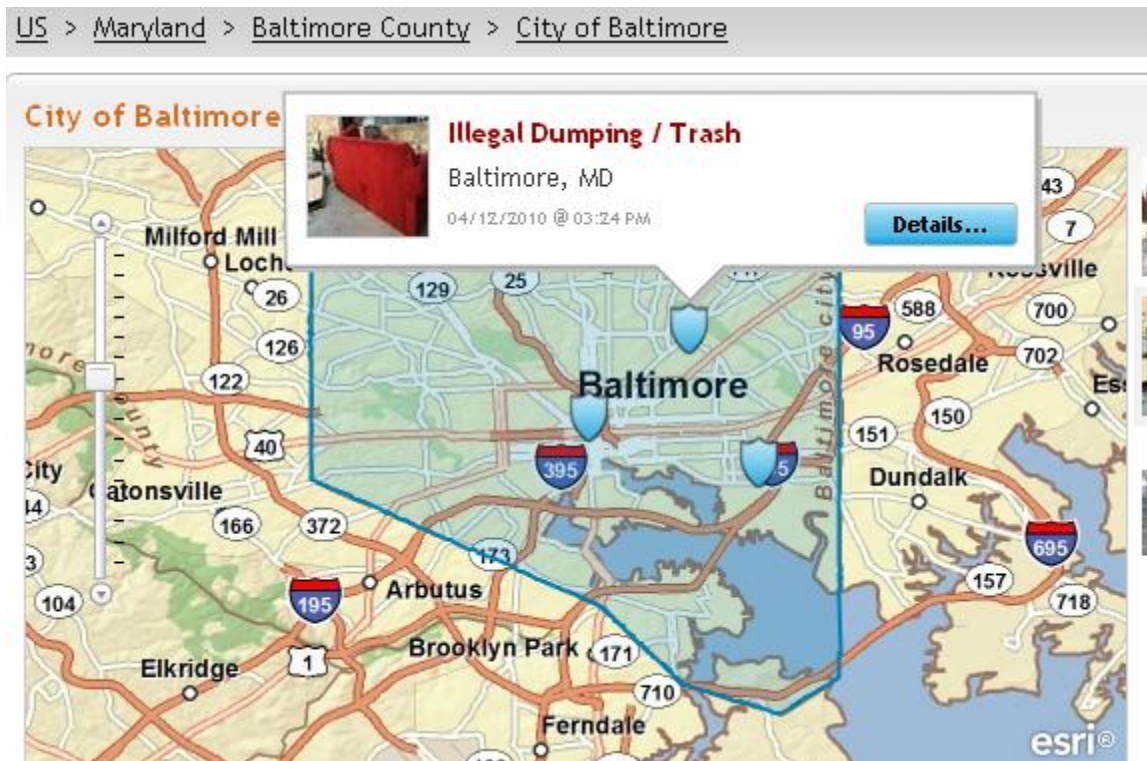 US > Maryland > Baltimore County > City of Baltimore
City of Baltimore
Illegal Dumping / Trash
Baltimore, MD
04/12/2010 @ 03:24 PM
Details...
43
7
Milford Mill
26
129
25
Baltimore city
95
588
700
126
Rosedale
702
122
Baltimore
150
40
395
151
Dundalk
166
372
173
695
157
104
195
Arbutus
718
1
Brooklyn Park
171
Elkridge
710
Ferndale
esri®